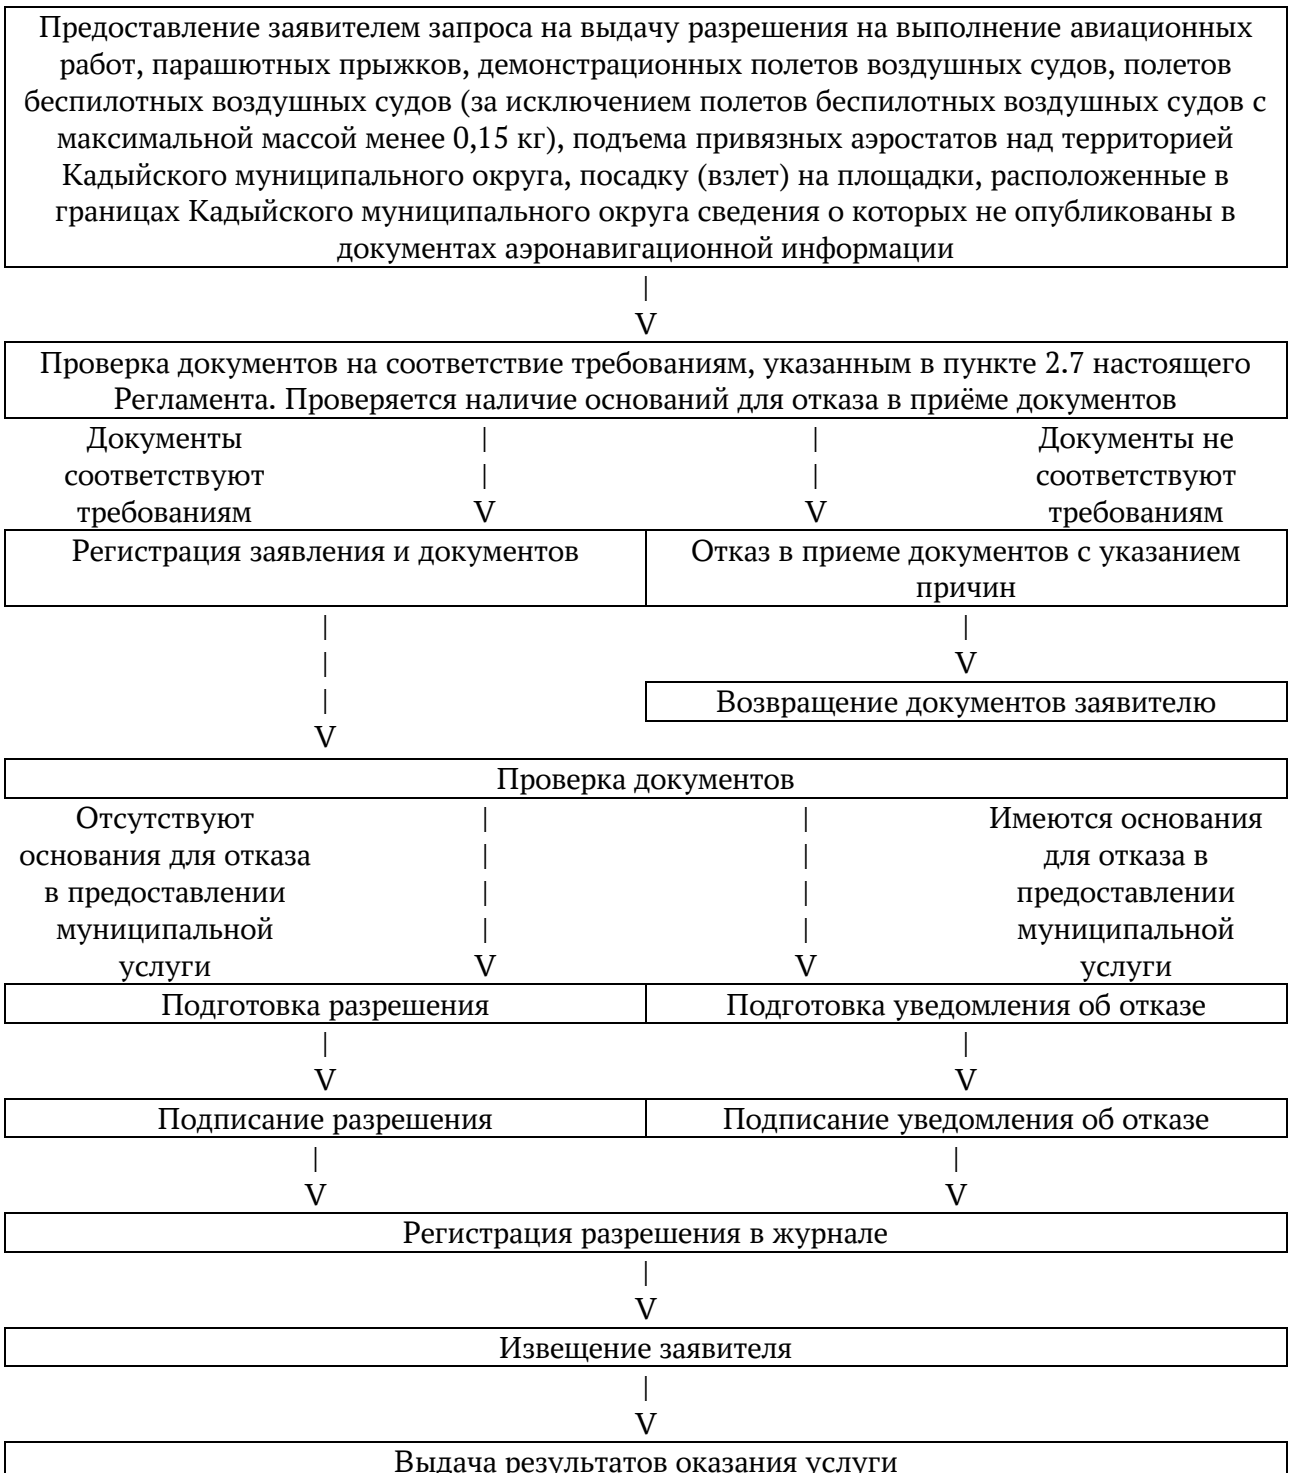 Предоставление заявителем запроса на выдачу разрешения на выполнение авиационных
работ, парашютных прыжков, демонстрационных полетов воздушных судов, полетов
беспилотных воздушных судов (за исключением полетов беспилотных воздушных судов с
максимальной массой менее 0,15 кг), подъема привязных аэростатов над территорией
Кадыйского муниципального округа, посадку (взлет) на площадки, расположенные в
границах Кадыйского муниципального округа сведения о которых не опубликованы в
документах аэронавигационной информации
|
V
Проверка документов на соответствие требованиям, указанным в пункте 2.7 настоящего
Регламента. Проверяется наличие оснований для отказа в приёме документов
Документы | | Документы не
соответствуют | | соответствуют
требованиям V V требованиям
Регистрация заявления и документов Отказ в приеме документов с указанием
причин
| |
| V
| Возвращение документов заявителю
V
Проверка документов
Отсутствуют | | Имеются основания
основания для отказа | | для отказа в
в предоставлении | | предоставлении
муниципальной | | муниципальной
услуги V V услуги
Подготовка разрешения Подготовка уведомления об отказе
| |
V V
Подписание разрешения Подписание уведомления об отказе
| |
V V
Регистрация разрешения в журнале
|
V
Извещение заявителя
|
V
Выдача результатов оказания услуги